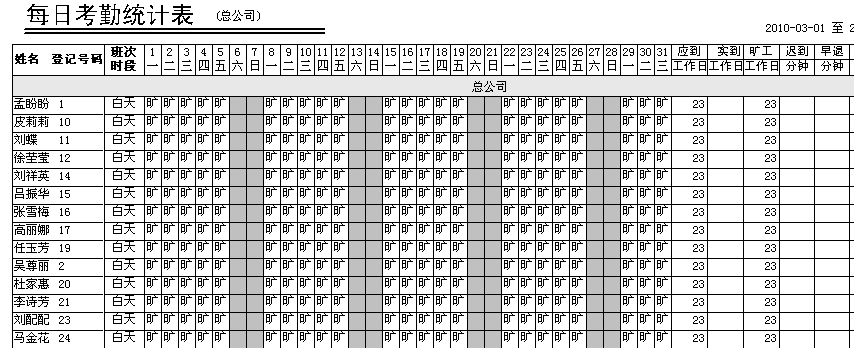 每日考勤统计表 (总公司)
2010-03-01 至 2
姓名 登记号码 班次 1 2 3 4 5 6 7 8 9 10 11 12 13 14 15 16 17 18 19 20 21 22 23 24 25 26 27 28 29 30 31 应到 实到 旷工 迟到 早退
时段 一 二 三 四 五 六 日 一 二 三 四 五 六 日 一 二 三 四 五 六 日 一 二 三 四 五 六 日 一 二 三 工作日 工作日 工作日 分钟 分钟
总公司
孟盼盼 1 白天 旷 旷 旷 旷 旷 旷 旷 旷 旷 旷 旷 旷 旷 旷 旷 旷 旷 旷 旷 旷 旷 旷 旷 23 23
皮莉莉 10 白天 旷 旷 旷 旷 旷 旷 旷 旷 旷 旷 旷 旷 旷 旷 旷 旷 旷 旷 旷 旷 旷 旷 旷 23 23
刘蝶 11 白天 旷 旷 旷 旷 旷 旷 旷 旷 旷 旷 旷 旷 旷 旷 旷 旷 旷 旷 旷 旷 旷 旷 旷 23 23
徐莹 12 白天 旷 旷 旷 旷 旷 旷 旷 旷 旷 旷 旷 旷 旷 旷 旷 旷 旷 旷 旷 旷 旷 旷 旷 23 23
刘祥英 14 白天 旷 旷 旷 旷 旷 旷 旷 旷 旷 旷 旷 旷 旷 旷 旷 旷 旷 旷 旷 旷 旷 旷 旷 23 23
吕振华 15 白天 旷 旷 旷 旷 旷 旷 旷 旷 旷 旷 旷 旷 旷 旷 旷 旷 旷 旷 旷 旷 旷 旷 旷 23 23
张雪梅 16 白天 旷 旷 旷 旷 旷 旷 旷 旷 旷 旷 旷 旷 旷 旷 旷 旷 旷 旷 旷 旷 旷 旷 旷 23 23
高丽娜 17 白天 旷 旷 旷 旷 旷 旷 旷 旷 旷 旷 旷 旷 旷 旷 旷 旷 旷 旷 旷 旷 旷 旷 旷 23 23
任玉芳 19 白天 旷 旷 旷 旷 旷 旷 旷 旷 旷 旷 旷 旷 旷 旷 旷 旷 旷 旷 旷 旷 旷 旷 旷 23 23
吴尊丽 2 白天 旷 旷 旷 旷 旷 旷 旷 旷 旷 旷 旷 旷 旷 旷 旷 旷 旷 旷 旷 旷 旷 旷 旷 23 23
杜家惠 20 白天 旷 旷 旷 旷 旷 旷 旷 旷 旷 旷 旷 旷 旷 旷 旷 旷 旷 旷 旷 旷 旷 旷 旷 23 23
李诗芳 21 白天 旷 旷 旷 旷 旷 旷 旷 旷 旷 旷 旷 旷 旷 旷 旷 旷 旷 旷 旷 旷 旷 旷 旷 23 23
刘配配 23 白天 旷 旷 旷 旷 旷 旷 旷 旷 旷 旷 旷 旷 旷 旷 旷 旷 旷 旷 旷 旷 旷 旷 旷 23 23
马金花 24 白天 旷 旷 旷 旷 旷 旷 旷 旷 旷 旷 旷 旷 旷 旷 旷 旷 旷 旷 旷 旷 旷 旷 旷 23 23